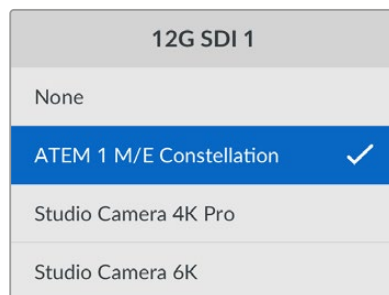 12G SDI 1
None
ATEM 1 M/E Constellation
Studio Camera 4K Pro
Studio Camera 6K